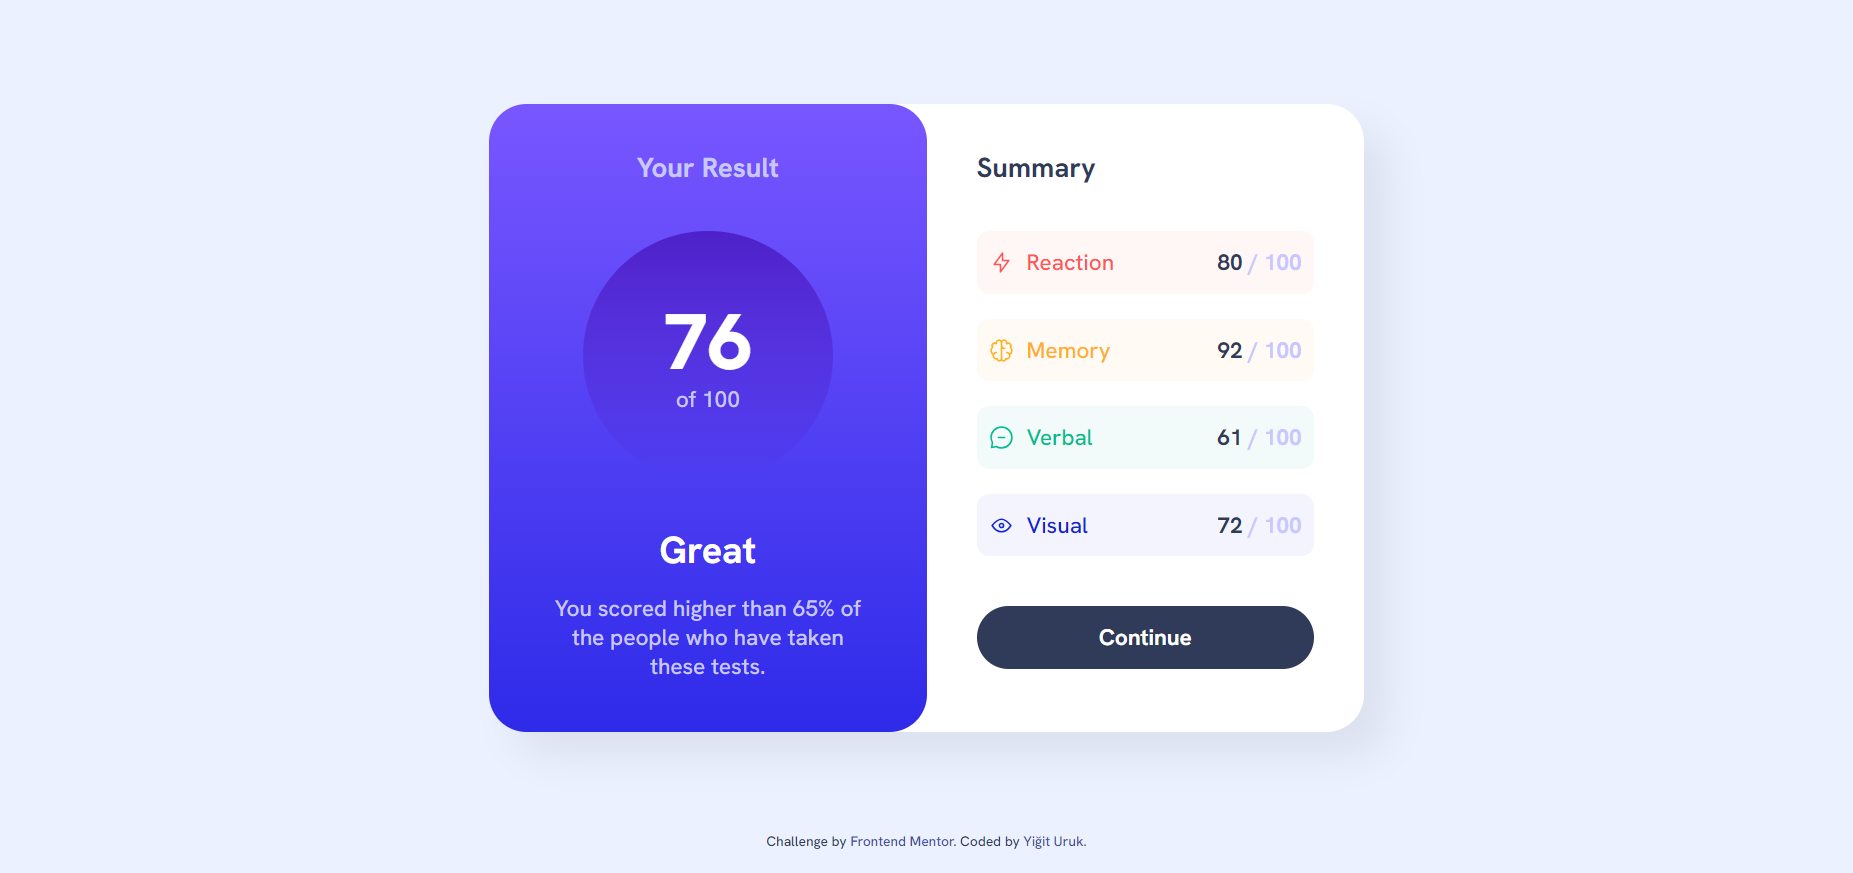 Your Result
76
of 100
Great
You scored higher than 65% of
the people who have taken
these tests.
Summary
Reaction 80 / 100
Memory 92 / 100
Verbal 61 / 100
Visual 72 / 100
Continue
Challenge by Frontend Mentor. Coded by Yiğit Uruk.